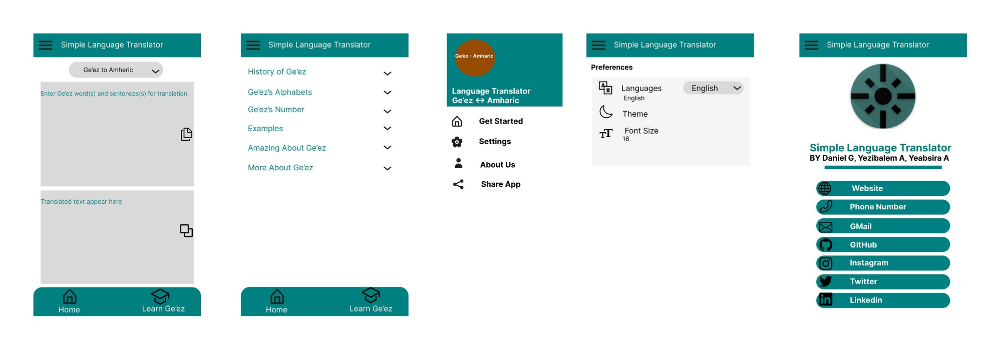 Simple Language Translator
Ge'ez to Amharic
Enter Ge'ez word(s) and sentences(s) for translation
Translated text appear here
Home
Learn Ge'ez
Simple Language Translator
History of Ge'ez
Ge'ez's Alphabets
Ge'ez's Number
Examples
Amazing About Ge'ez
More About Ge'ez
Home
Learn Ge'ez
Ge'ez - Amharic
Language Translator
Ge'ez ↔ Amharic
Get Started
Settings
About Us
Share App
Simple Language Translator
Preferences
Languages
English
English
Theme
Font Size
16
Simple Language Translator
Simple Language Translator
BY Daniel G, Yezibalem A, Yeabsira A
Website
Phone Number
GMail
GitHub
Instagram
Twitter
Linkedin